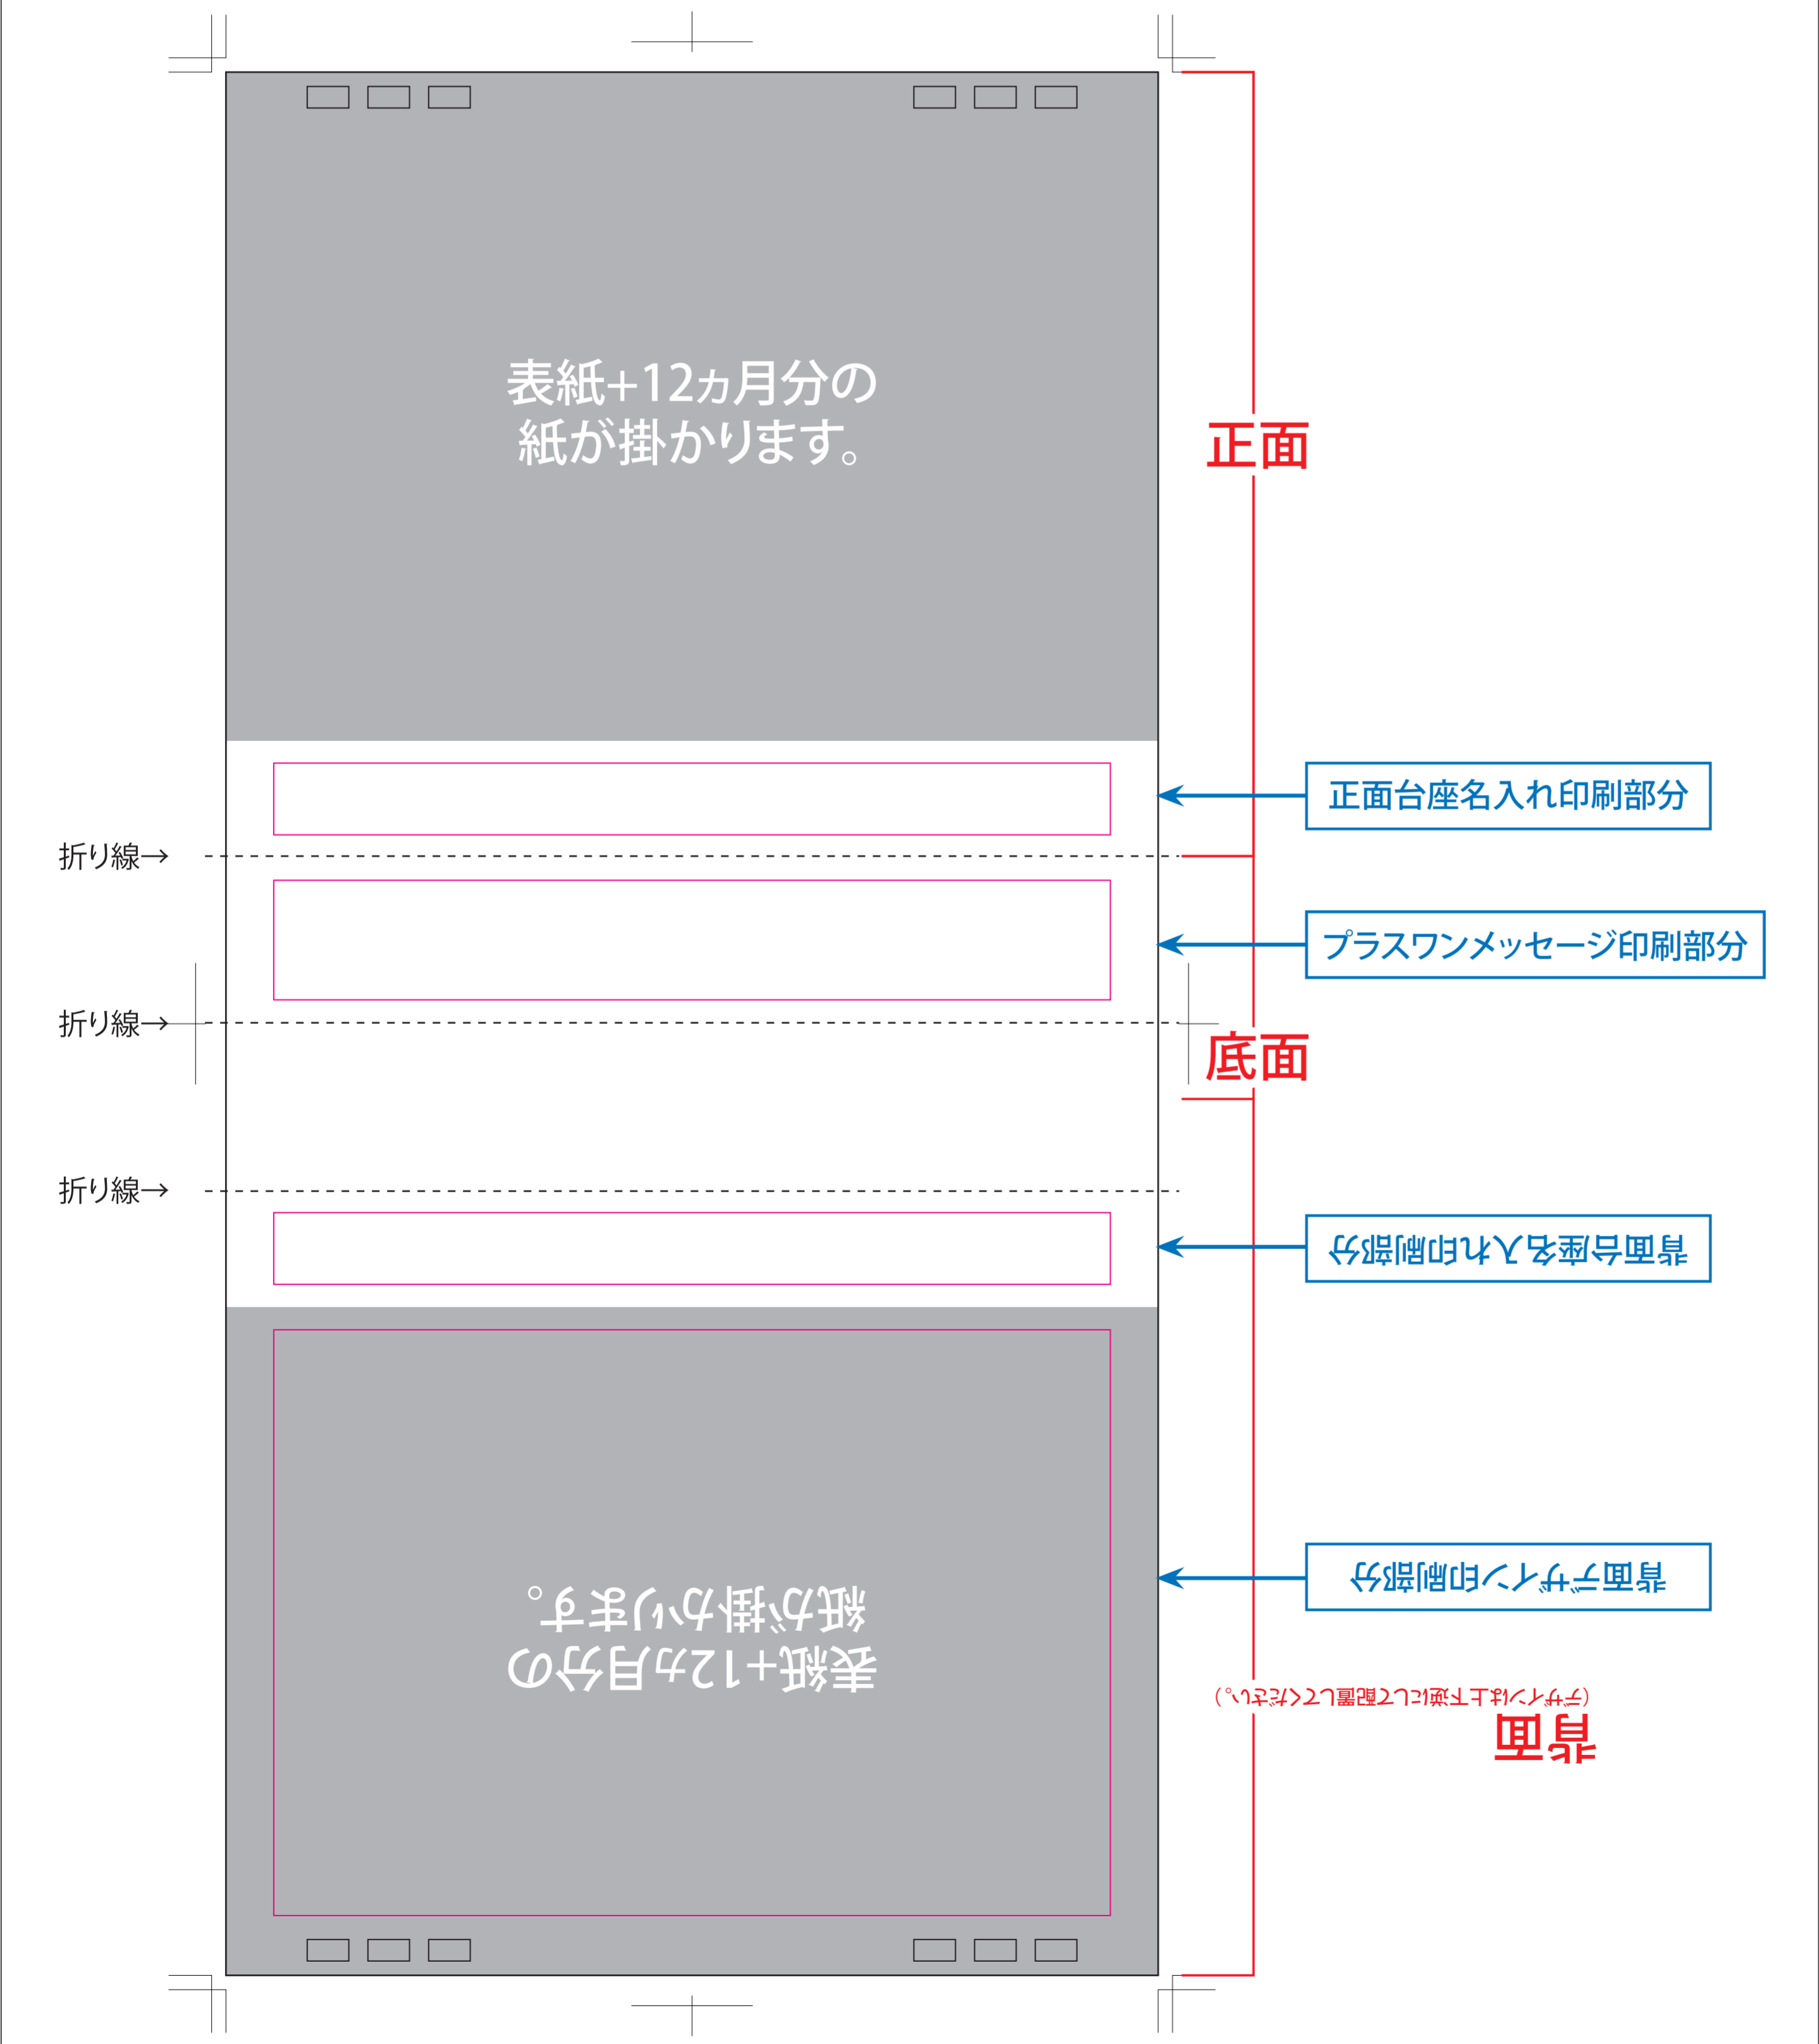 表紙+12ヵ月分の
紙が掛かります。
正面
正面台座名入れ印刷部分
折り線→
プラスワンメッセージ印刷部分
折り線→
底面
折り線→
背面台座名入れ印刷部分
背面デザイン印刷部分
表紙+12ヵ月分の
紙が掛かります。
背面
(デザインは上下逆にして配置してください。)